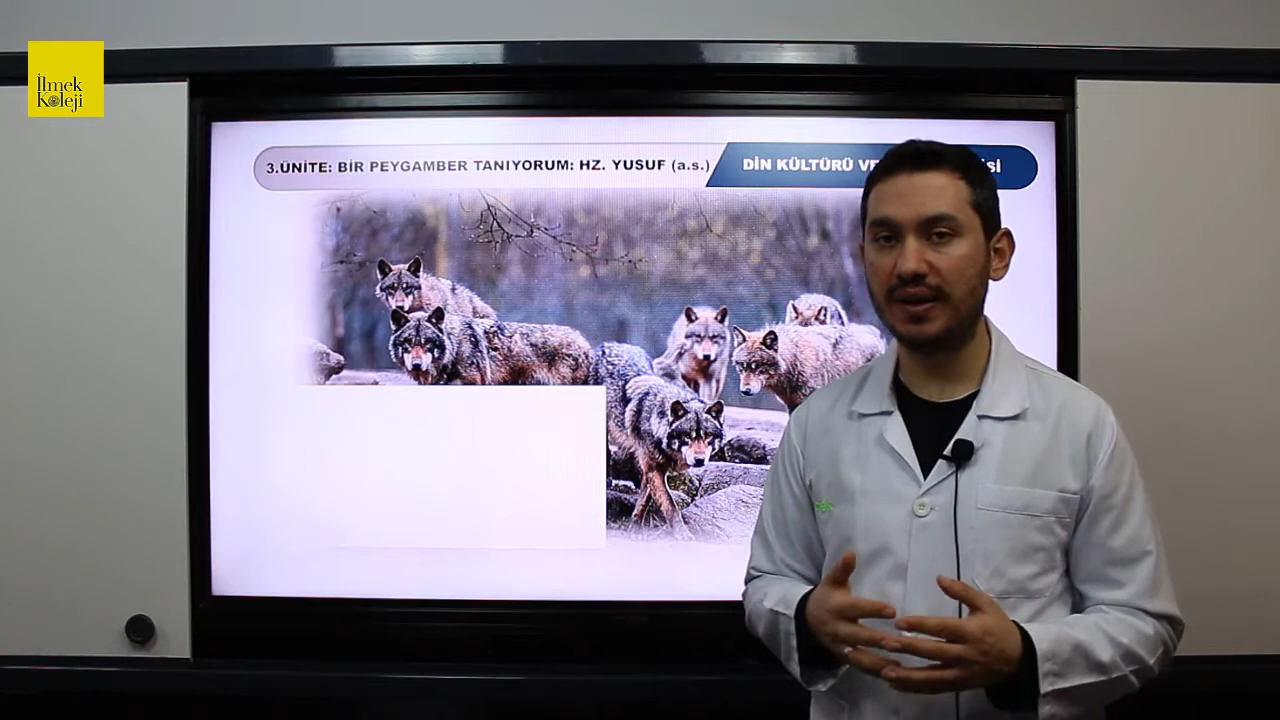 İlmek
Koleji
3.ÜNİTE: BİR PEYGAMBER TANIYORUM: HZ. YUSUF (a.s.)
DİN KÜLTÜRÜ VE